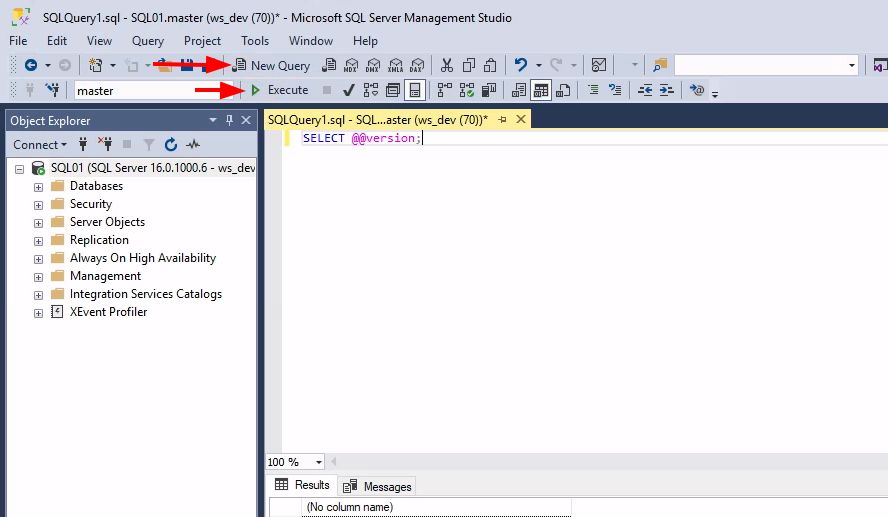 SQLQuery1.sql - SQL01.master (ws_dev (70))* - Microsoft SQL Server Management Studio
File Edit View Query Project Tools Window Help
New Query MDX DMX XMLA DAX
master Execute
Object Explorer
SQLQuery1.sql - SQL...aster (ws_dev (70))*
Connect
SELECT @@version;
SQL01 (SQL Server 16.0.1000.6 - ws_dev
Databases
Security
Server Objects
Replication
Always On High Availability
Management
Integration Services Catalogs
XEvent Profiler
100 %
Results Messages
(No column name)